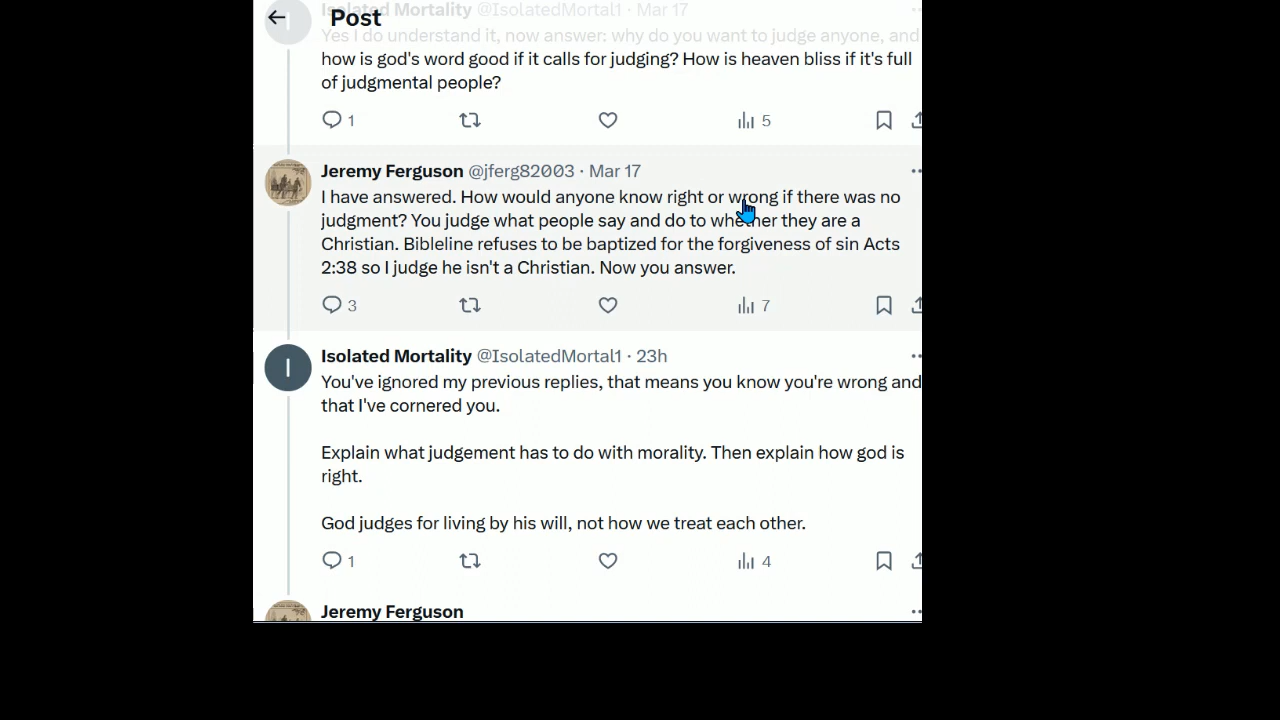 Isolated Mortality @IsolatedMortal1 · Mar 17
Post
Yes I do understand it, now answer: why do you want to judge anyone, and
how is god's word good if it calls for judging? How is heaven bliss if it's full
of judgmental people?
1 5
Jeremy Ferguson @jferg82003 · Mar 17
I have answered. How would anyone know right or wrong if there was no
judgment? You judge what people say and do to whether they are a
Christian. Bibleline refuses to be baptized for the forgiveness of sin Acts
2:38 so I judge he isn't a Christian. Now you answer.
3 7
I
Isolated Mortality @IsolatedMortal1 · 23h
You've ignored my previous replies, that means you know you're wrong and
that I've cornered you.
Explain what judgement has to do with morality. Then explain how god is
right.
God judges for living by his will, not how we treat each other.
1 4
Jeremy Ferguson